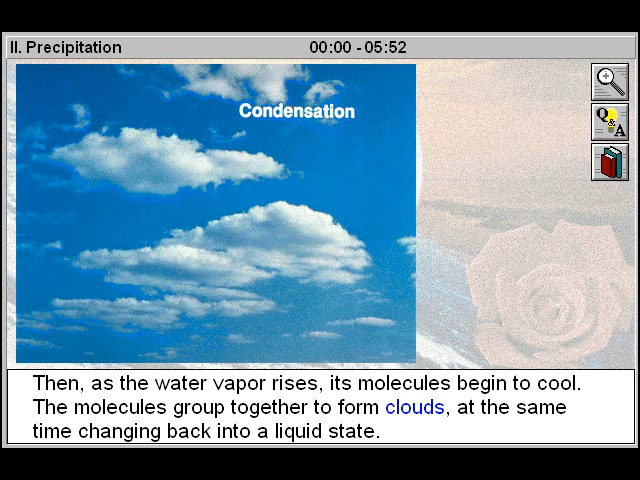 II. Precipitation 00:00 - 05:52
Condensation
Q
&
A
Then, as the water vapor rises, its molecules begin to cool.
The molecules group together to form clouds, at the same
time changing back into a liquid state.